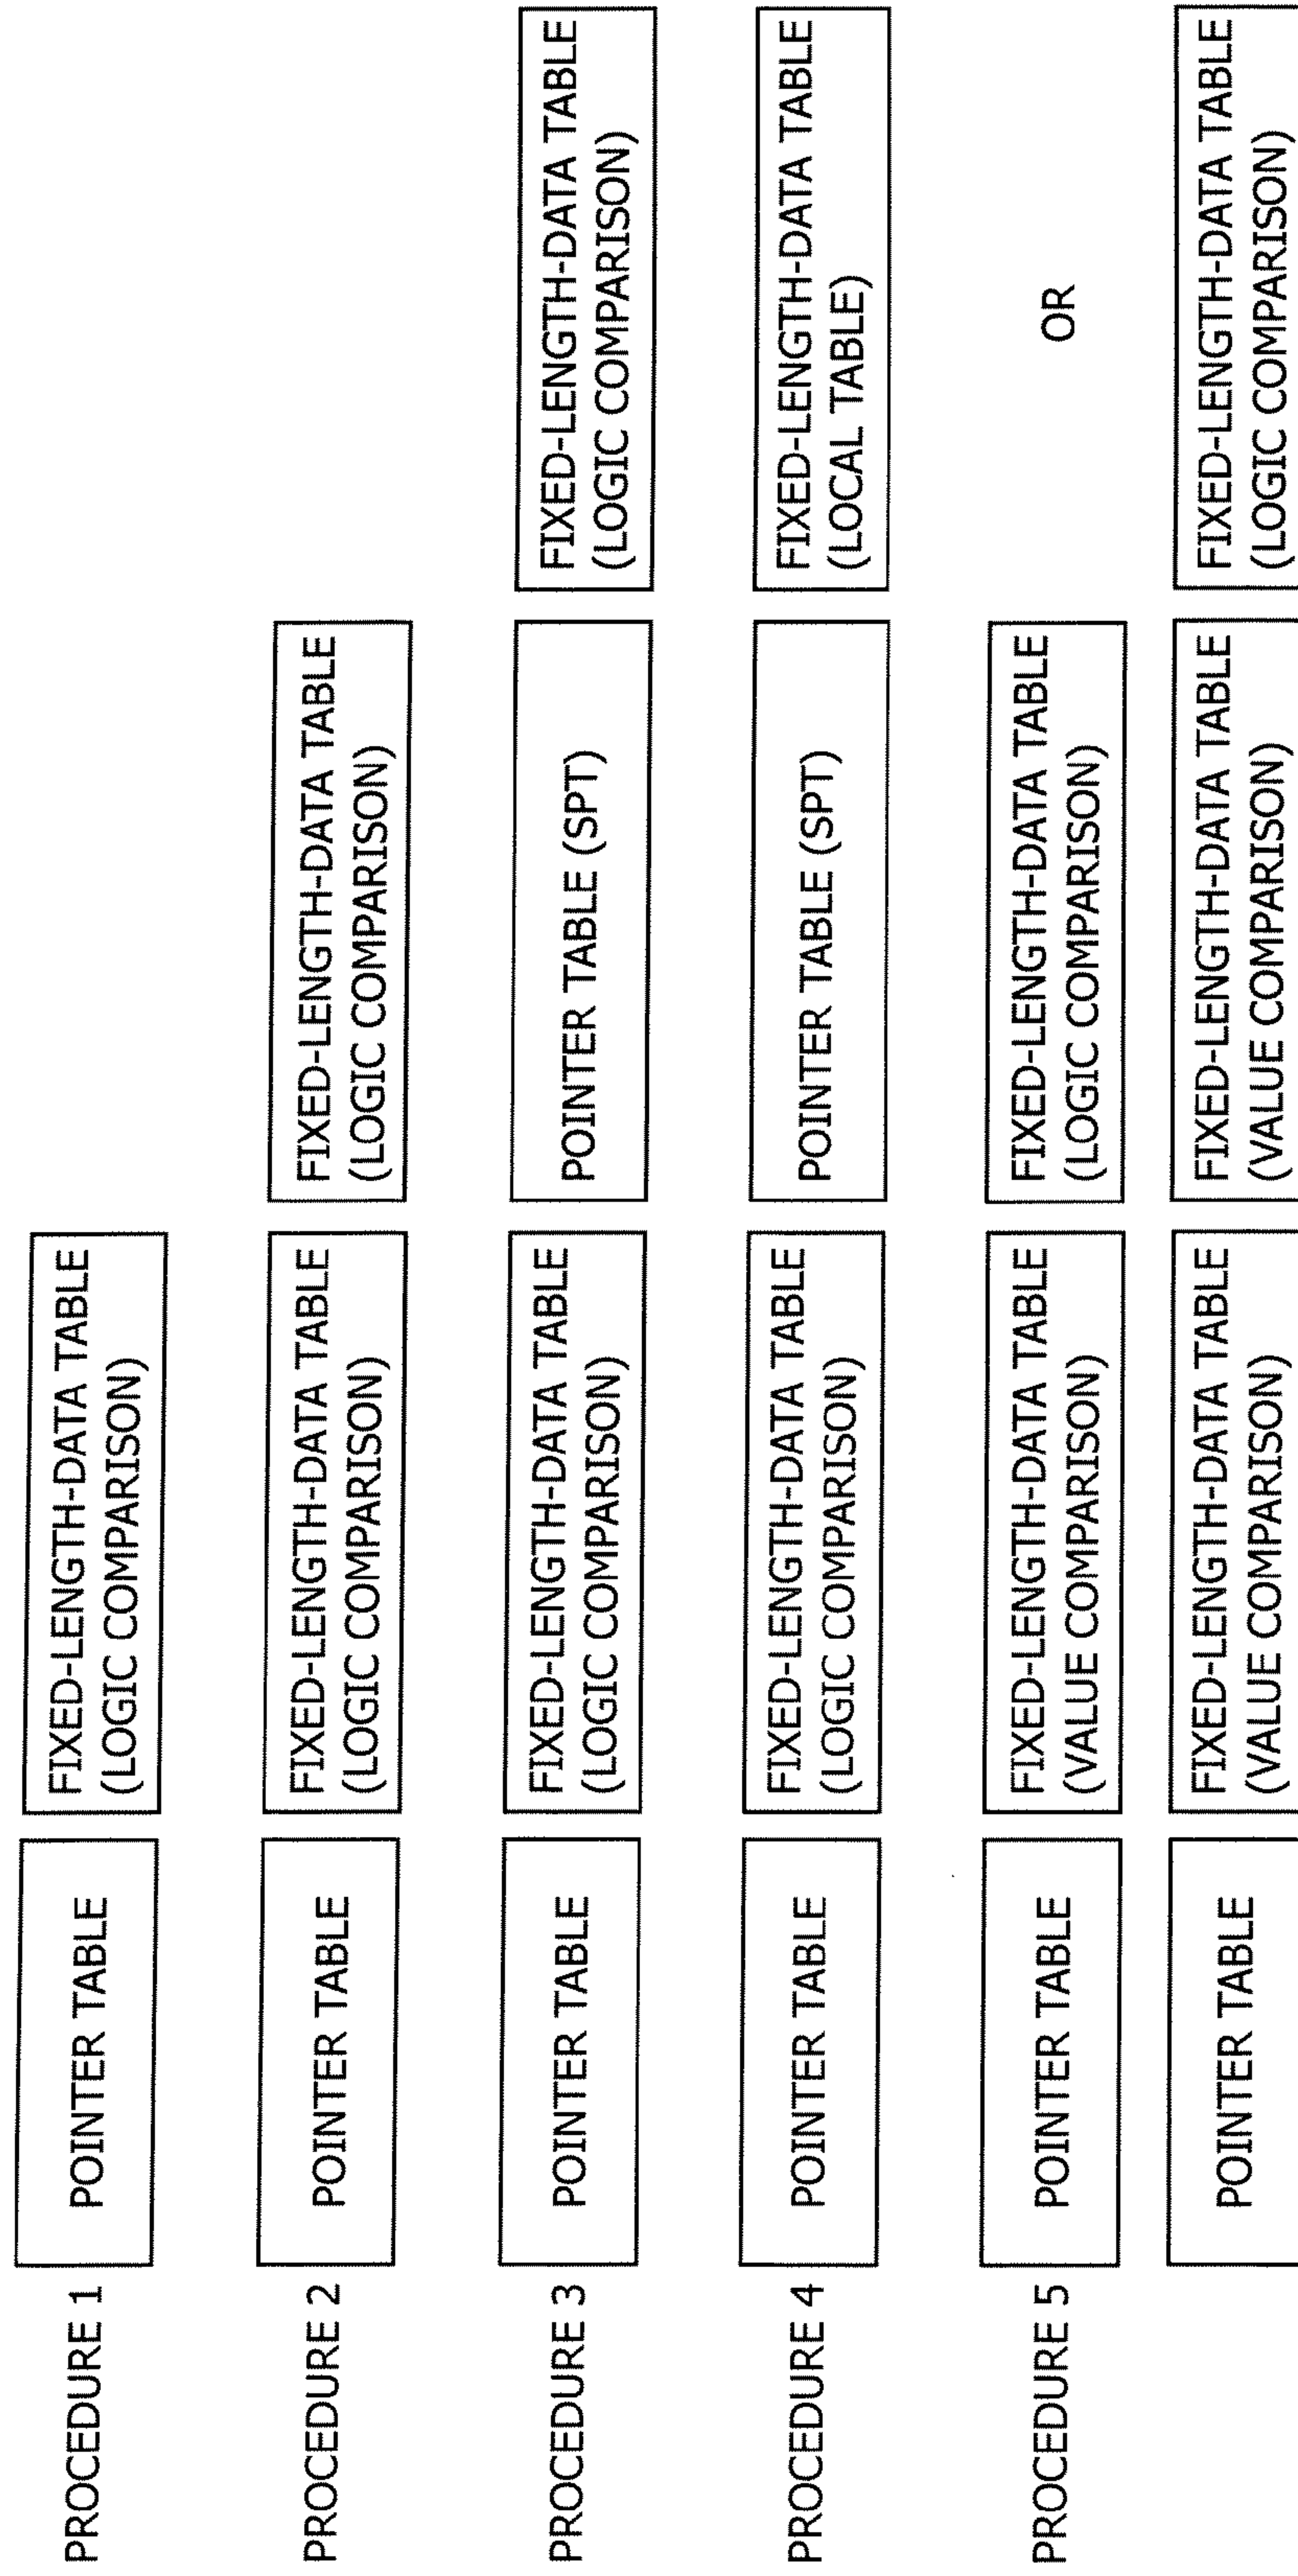 PROCEDURE 1
POINTER TABLE
FIXED-LENGTH-DATA TABLE
(LOGIC COMPARISON)
PROCEDURE 2
POINTER TABLE
FIXED-LENGTH-DATA TABLE
(LOGIC COMPARISON)
FIXED-LENGTH-DATA TABLE
(LOGIC COMPARISON)
PROCEDURE 3
POINTER TABLE
FIXED-LENGTH-DATA TABLE
(LOGIC COMPARISON)
POINTER TABLE (SPT)
FIXED-LENGTH-DATA TABLE
(LOGIC COMPARISON)
PROCEDURE 4
POINTER TABLE
FIXED-LENGTH-DATA TABLE
(LOGIC COMPARISON)
POINTER TABLE (SPT)
FIXED-LENGTH-DATA TABLE
(LOCAL TABLE)
PROCEDURE 5
POINTER TABLE
FIXED-LENGTH-DATA TABLE
(VALUE COMPARISON)
FIXED-LENGTH-DATA TABLE
(LOGIC COMPARISON)
OR
POINTER TABLE
FIXED-LENGTH-DATA TABLE
(VALUE COMPARISON)
FIXED-LENGTH-DATA TABLE
(VALUE COMPARISON)
FIXED-LENGTH-DATA TABLE
(LOGIC COMPARISON)